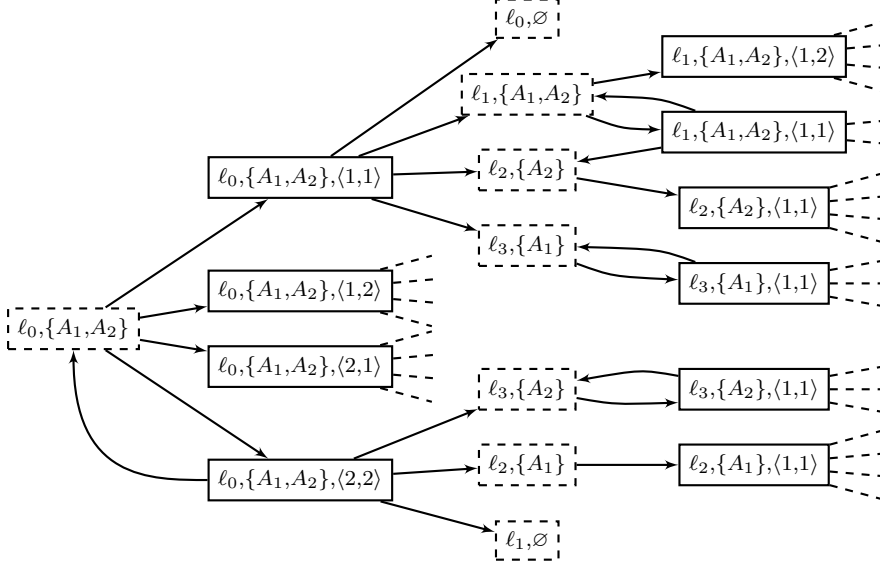 ℓ₀,∅
ℓ₁,{A₁,A₂},⟨1,2⟩
ℓ₁,{A₁,A₂}
ℓ₁,{A₁,A₂},⟨1,1⟩
ℓ₀,{A₁,A₂},⟨1,1⟩
ℓ₂,{A₂}
ℓ₂,{A₂},⟨1,1⟩
ℓ₃,{A₁}
ℓ₃,{A₁},⟨1,1⟩
ℓ₀,{A₁,A₂},⟨1,2⟩
ℓ₀,{A₁,A₂}
ℓ₀,{A₁,A₂},⟨2,1⟩
ℓ₃,{A₂}
ℓ₃,{A₂},⟨1,1⟩
ℓ₀,{A₁,A₂},⟨2,2⟩
ℓ₂,{A₁}
ℓ₂,{A₁},⟨1,1⟩
ℓ₁,∅